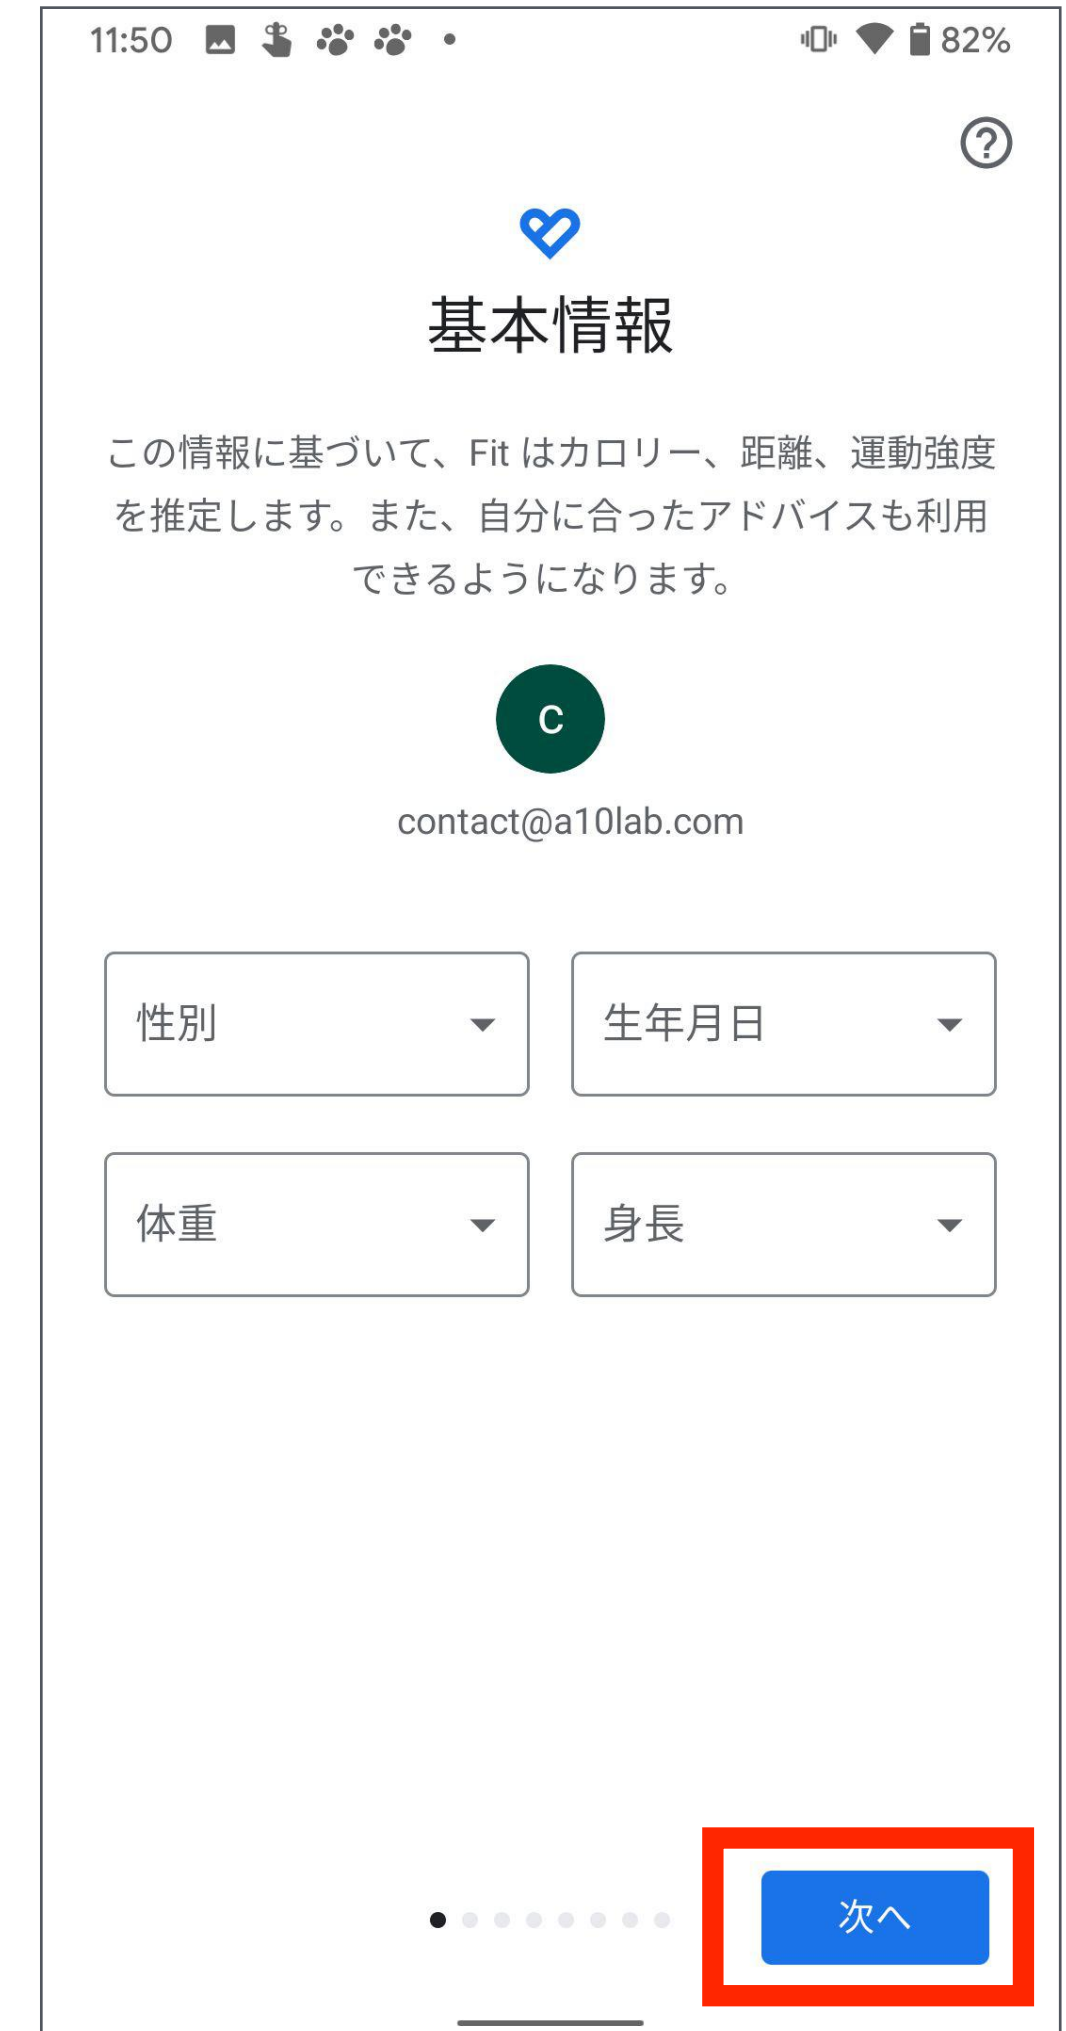 11:50
82%
基本情報
この情報に基づいて、Fit はカロリー、距離、運動強度
を推定します。また、自分に合ったアドバイスも利用
できるようになります。
C
contact@a10lab.com
性別
生年月日
体重
身長
次へ